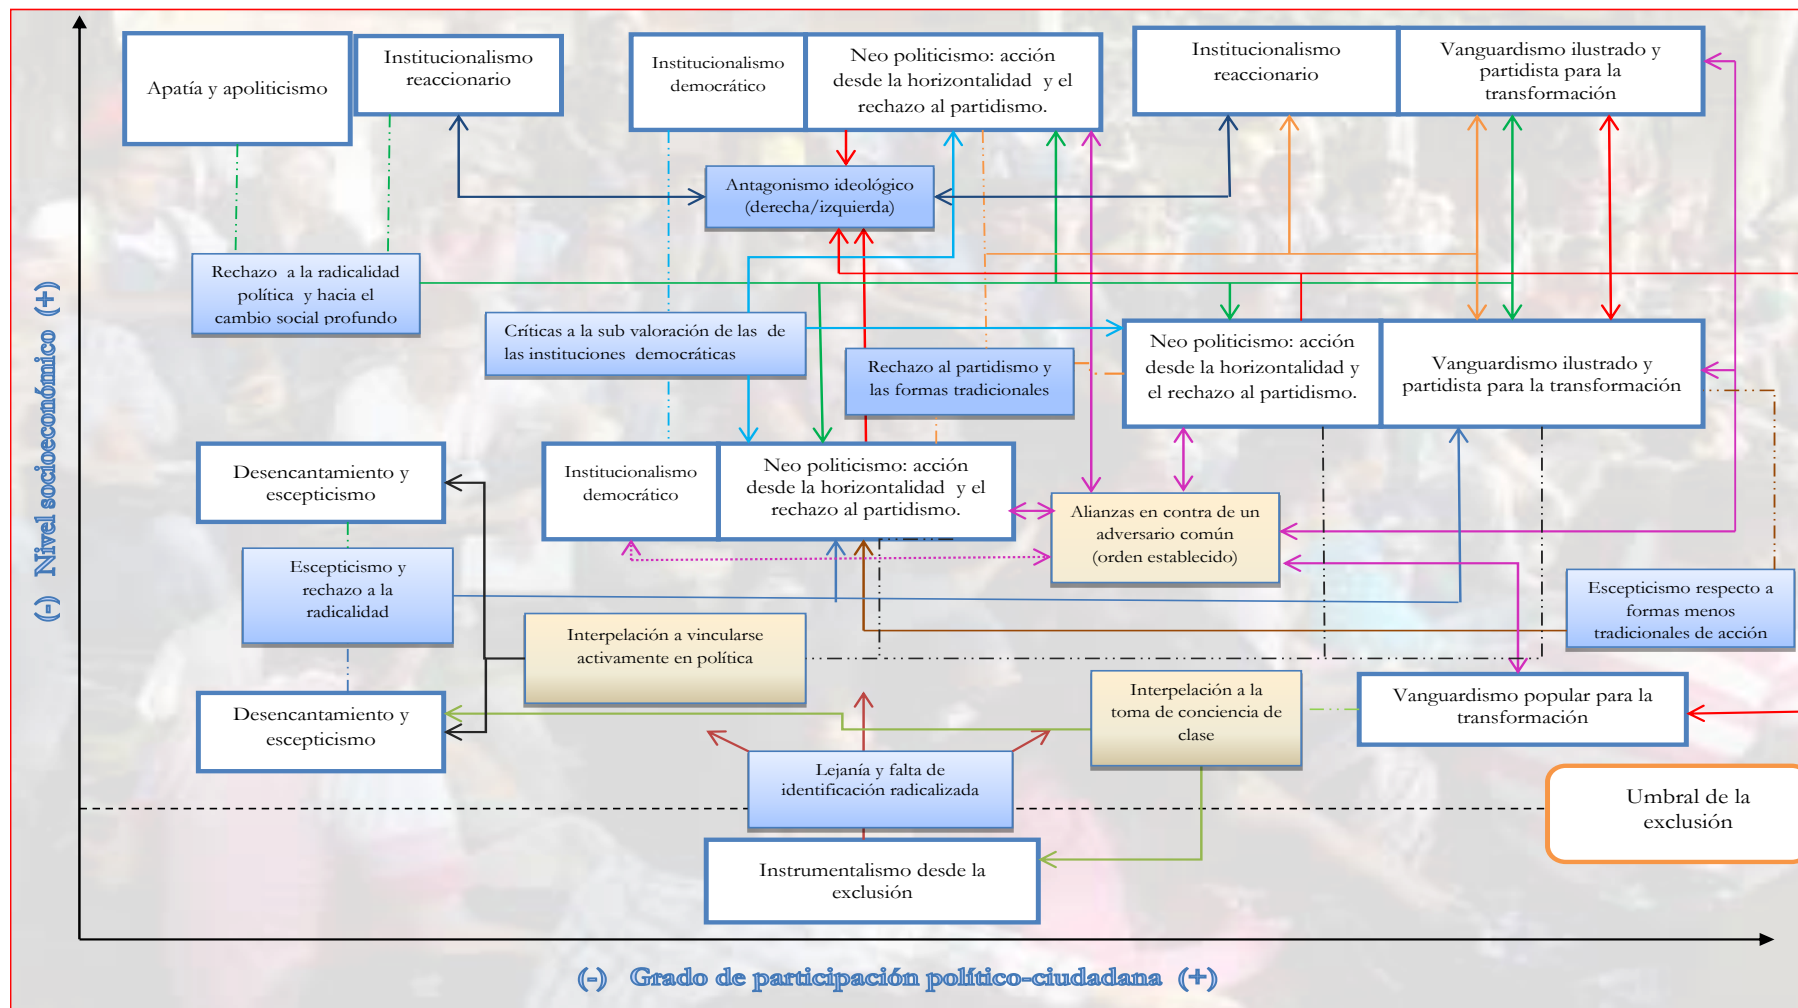 Apatía y apoliticismo
Institucionalismo
reaccionario
Institucionalismo
democrático
Neo politicismo: acción
desde la horizontalidad y el
rechazo al partidismo.
Institucionalismo
reaccionario
Vanguardismo ilustrado y
partidista para la
transformación
Antagonismo ideológico
(derecha/izquierda)
Rechazo a la radicalidad
política y hacia el
cambio social profundo
Críticas a la sub valoración de las de
las instituciones democráticas
Rechazo al partidismo y
las formas tradicionales
Neo politicismo: acción
desde la horizontalidad y
el rechazo al partidismo.
Vanguardismo ilustrado y
partidista para la transformación
Desencantamiento y
escepticismo
Institucionalismo
democrático
Neo politicismo: acción
desde la horizontalidad y el
rechazo al partidismo.
Alianzas en contra de un
adversario común
(orden establecido)
Escepticismo y
rechazo a la
radicalidad
Interpelación a vincularse
activamente en política
Escepticismo respecto a
formas menos
tradicionales de acción
Desencantamiento y
escepticismo
Interpelación a la
toma de conciencia de
clase
Vanguardismo popular para la
transformación
Lejanía y falta de
identificación radicalizada
Umbral de la
exclusión
Instrumentalismo desde la
exclusión
(-) Nivel socioeconómico (+)
(-) Grado de participación político-ciudadana (+)